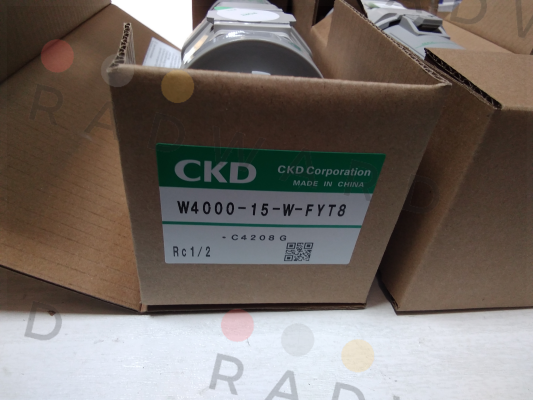 CKD
CKD Corporation
MADE IN CHINA
W4000-15-W-FYT8
-C4208G
Rc1/2